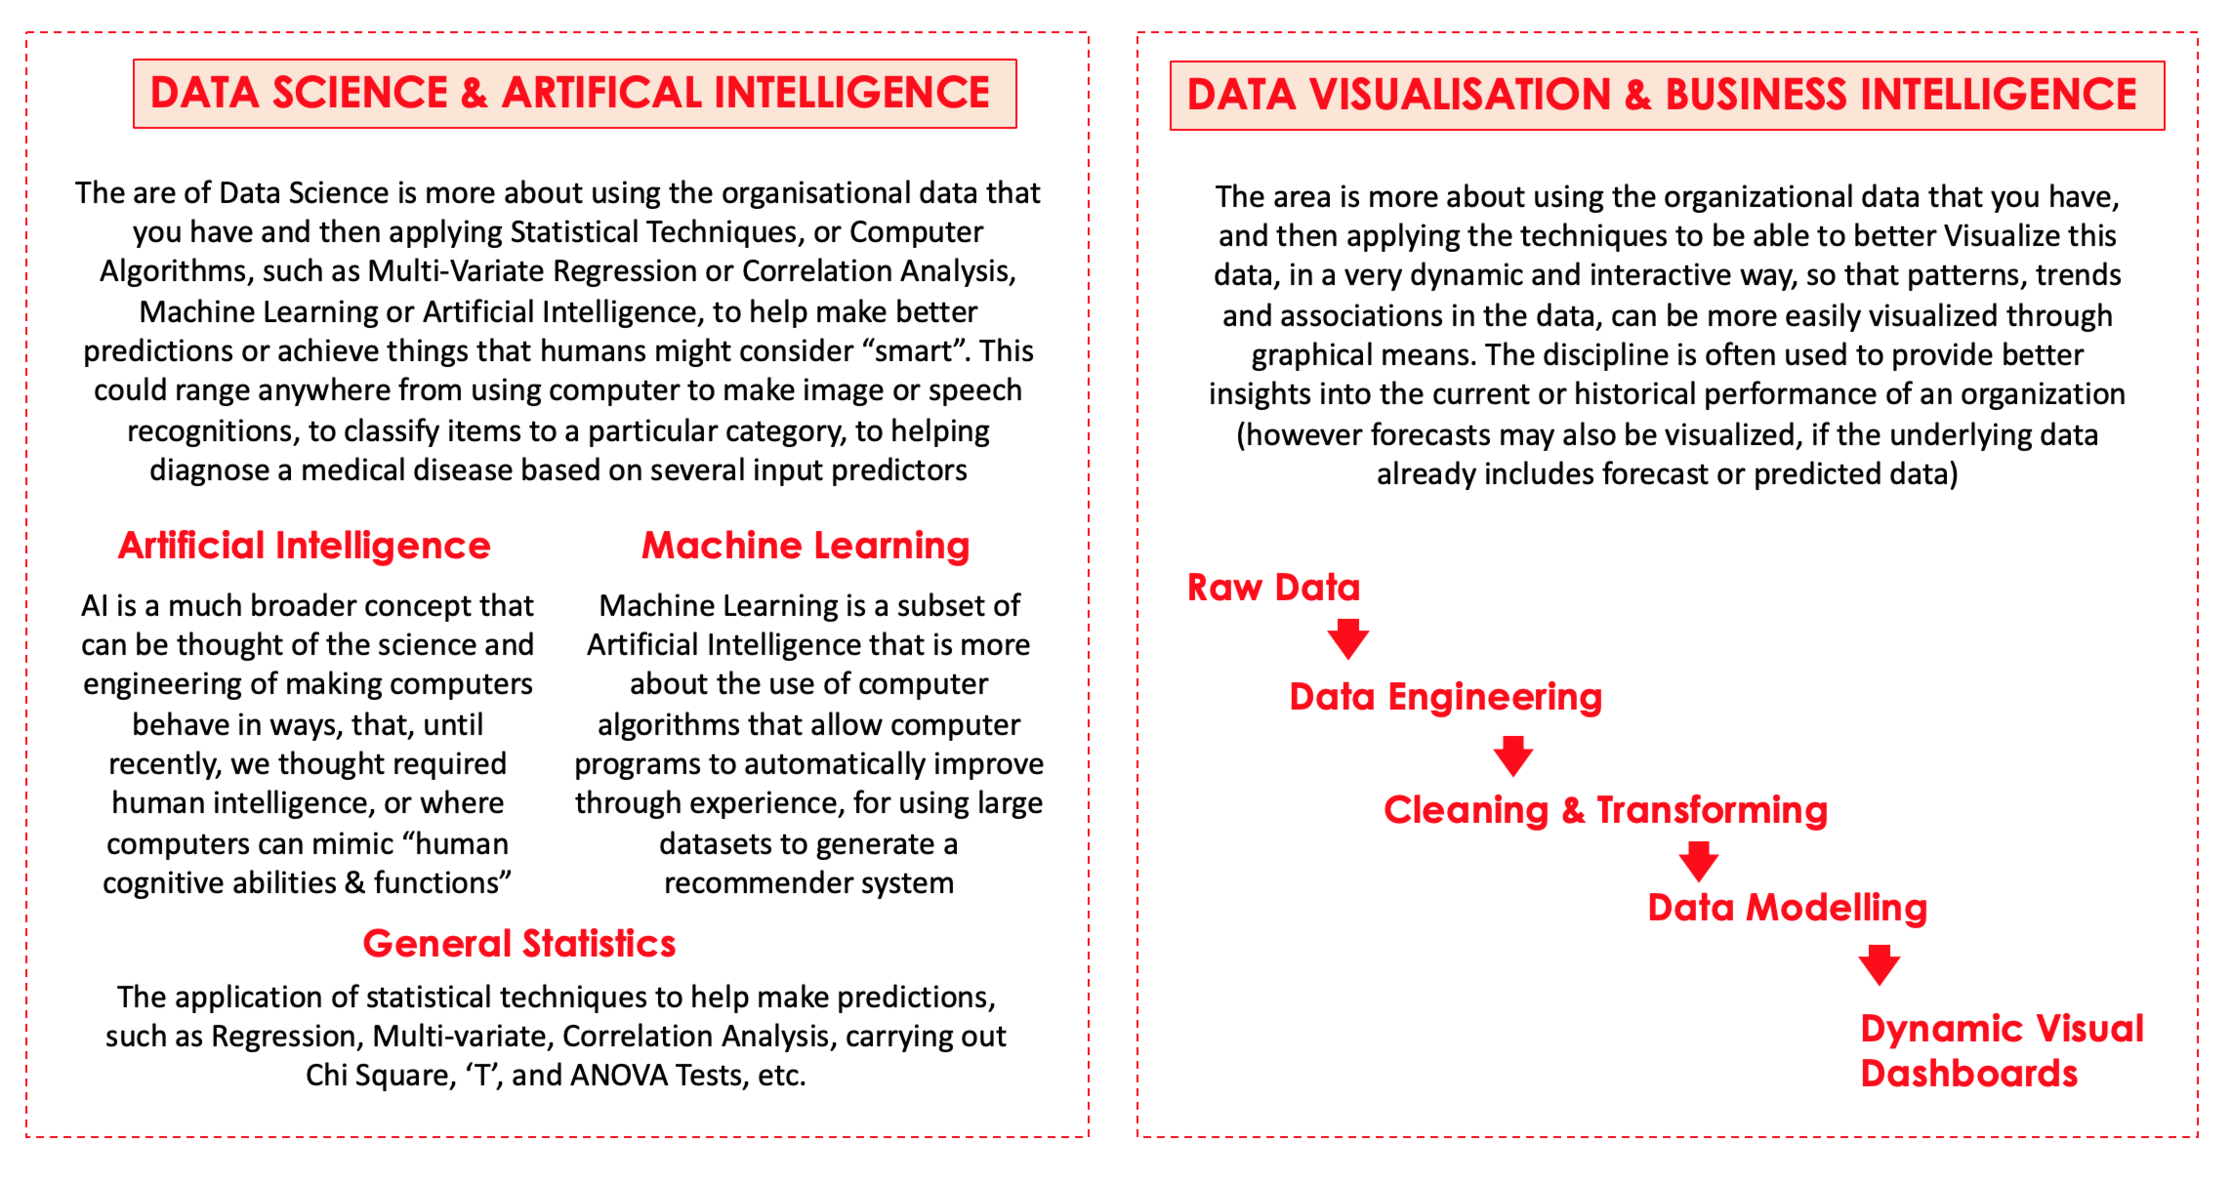 DATA SCIENCE & ARTIFICAL INTELLIGENCE
The are of Data Science is more about using the organisational data that
you have and then applying Statistical Techniques, or Computer
Algorithms, such as Multi-Variate Regression or Correlation Analysis,
Machine Learning or Artificial Intelligence, to help make better
predictions or achieve things that humans might consider “smart”. This
could range anywhere from using computer to make image or speech
recognitions, to classify items to a particular category, to helping
diagnose a medical disease based on several input predictors
Artificial Intelligence
AI is a much broader concept that
can be thought of the science and
engineering of making computers
behave in ways, that, until
recently, we thought required
human intelligence, or where
computers can mimic “human
cognitive abilities & functions”
Machine Learning
Machine Learning is a subset of
Artificial Intelligence that is more
about the use of computer
algorithms that allow computer
programs to automatically improve
through experience, for using large
datasets to generate a
recommender system
General Statistics
The application of statistical techniques to help make predictions,
such as Regression, Multi-variate, Correlation Analysis, carrying out
Chi Square, ‘T’, and ANOVA Tests, etc.
DATA VISUALISATION & BUSINESS INTELLIGENCE
The area is more about using the organizational data that you have,
and then applying the techniques to be able to better Visualize this
data, in a very dynamic and interactive way, so that patterns, trends
and associations in the data, can be more easily visualized through
graphical means. The discipline is often used to provide better
insights into the current or historical performance of an organization
(however forecasts may also be visualized, if the underlying data
already includes forecast or predicted data)
Raw Data
Data Engineering
Cleaning & Transforming
Data Modelling
Dynamic Visual
Dashboards